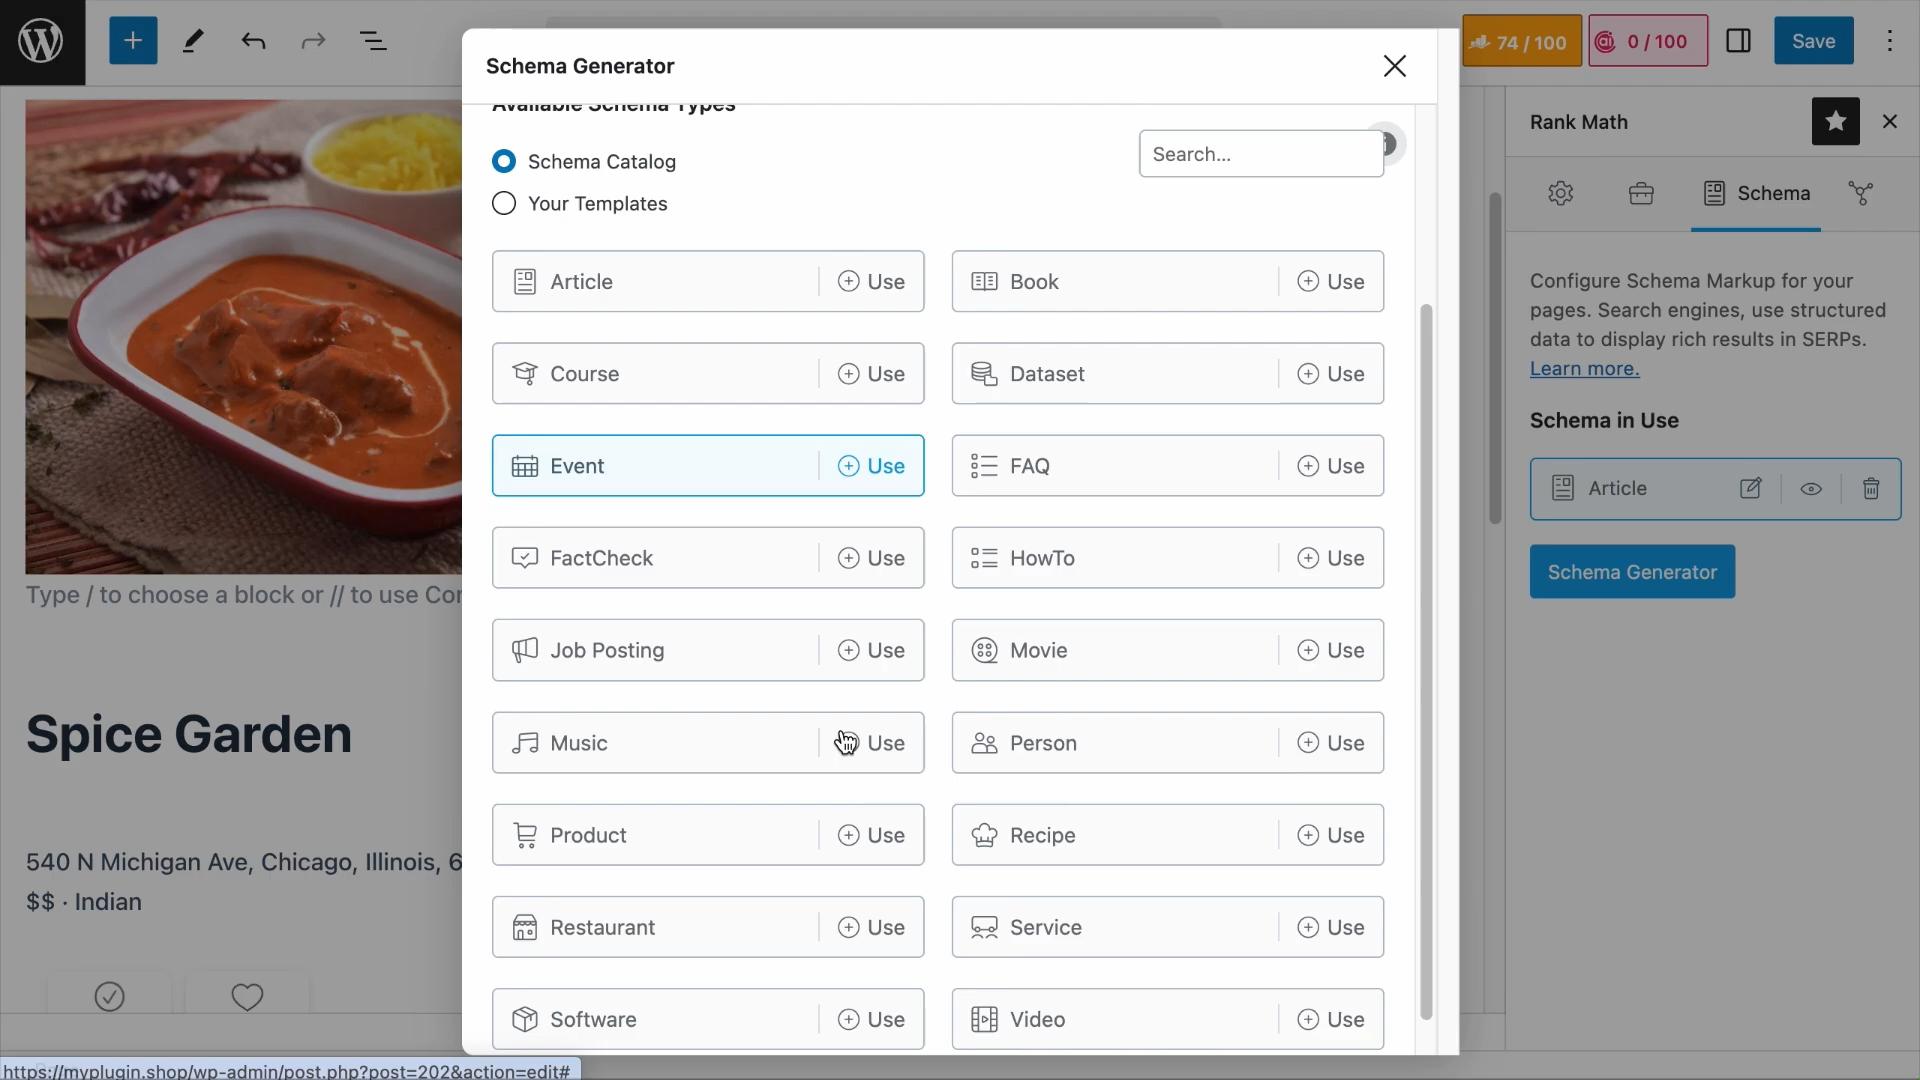 74 / 100
0 / 100
Save
Schema Generator
Available Schema Types
Schema Catalog
Search...
Your Templates
Article
Use
Book
Use
Course
Use
Dataset
Use
Event
Use
FAQ
Use
FactCheck
Use
HowTo
Use
Job Posting
Use
Movie
Use
Music
Use
Person
Use
Product
Use
Recipe
Use
Restaurant
Use
Service
Use
Software
Use
Video
Use
Rank Math
Schema
Configure Schema Markup for your
pages. Search engines, use structured
data to display rich results in SERPs.
Learn more.
Schema in Use
Article
Schema Generator
Type / to choose a block or // to use Con
Spice Garden
540 N Michigan Ave, Chicago, Illinois, 6
$$ · Indian
https://myplugin.shop/wp-admin/post.php?post=202&action=edit#